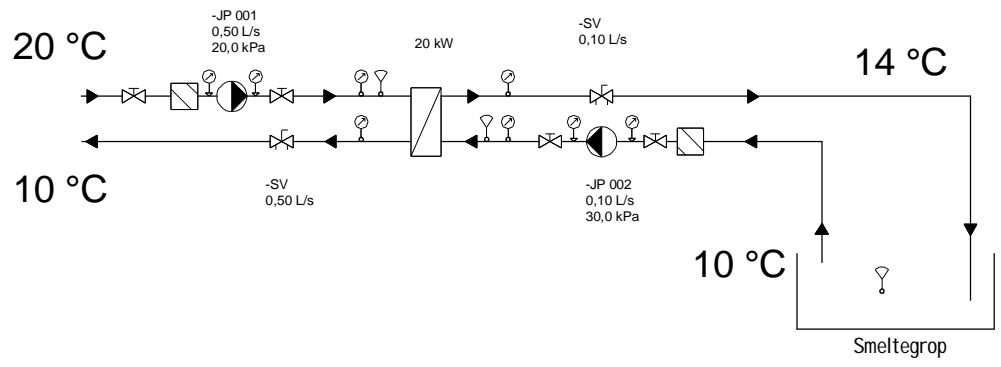 -JP 001
0,50 L/s
20,0 kPa
20 kW
-SV
0,10 L/s
20 °C
14 °C
10 °C
-SV
0,50 L/s
-JP 002
0,10 L/s
30,0 kPa
10 °C
Smeltegrop